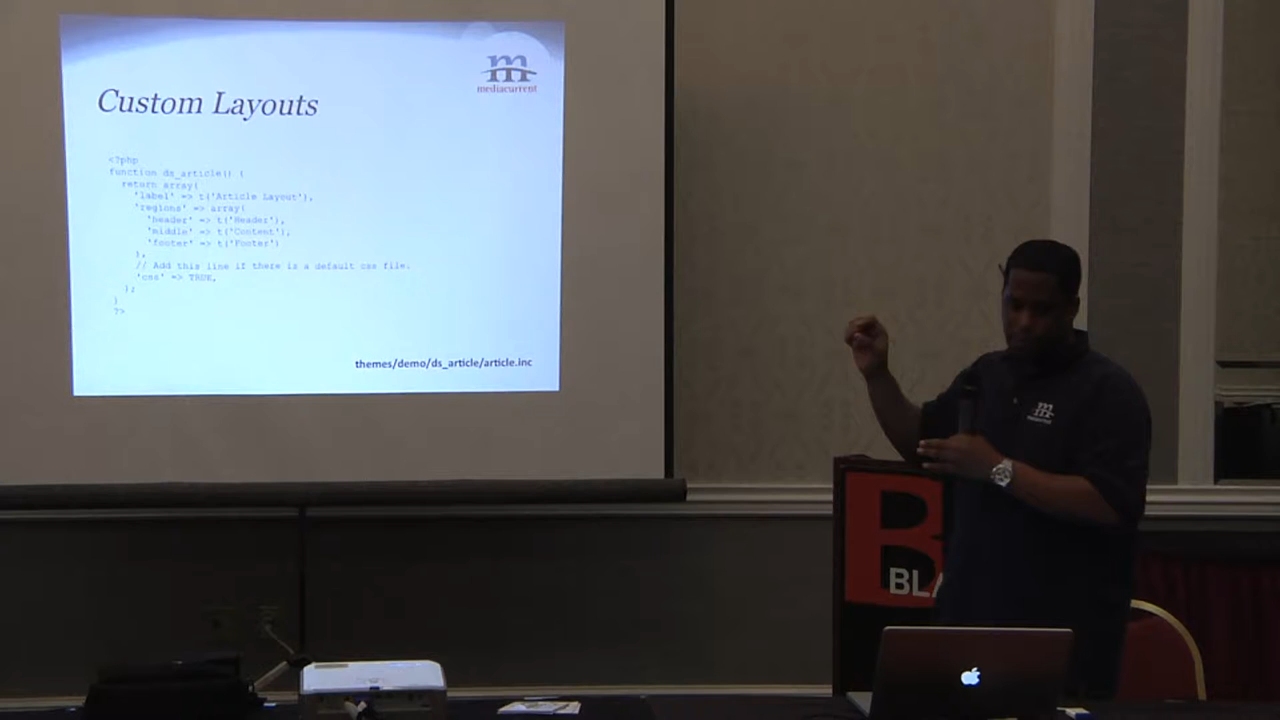 m
mediacurrent
Custom Layouts
<?php
function ds_article() {
return array(
'label' => t('Article Layout'),
'regions' => array(
'header' => t('Header'),
'middle' => t('Content'),
'footer' => t('Footer')
),
// Add this line if there is a default css file.
'css' => TRUE,
);
}
?>
themes/demo/ds_article/article.inc
m
B
BLA